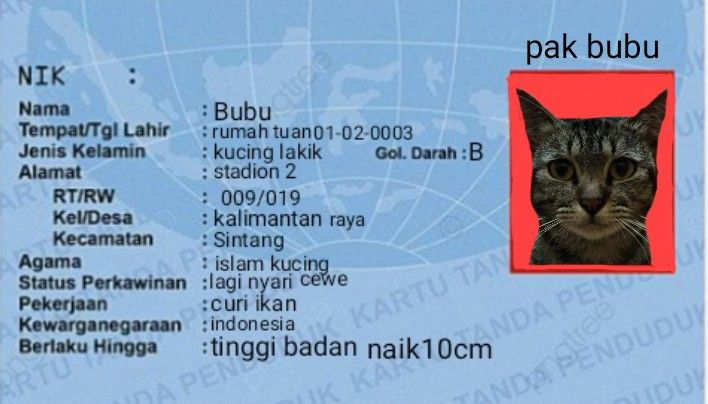 pak bubu
NIK :
Nama : Bubu
Tempat/Tgl Lahir : rumah tuan01-02-0003
Jenis Kelamin : kucing lakik Gol. Darah : B
Alamat : stadion 2
RT/RW : 009/019
Kel/Desa : kalimantan raya
Kecamatan : Sintang
Agama : islam kucing
Status Perkawinan : lagi nyari cewe
Pekerjaan : curi ikan
Kewarganegaraan : indonesia
Berlaku Hingga : tinggi badan naik10cm
KARTU TANDA PENDUDUK